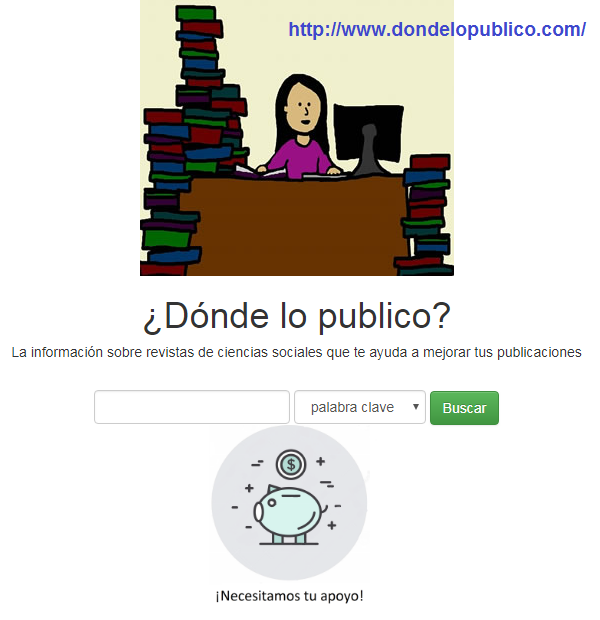 http://www.dondelopublico.com/
¿Dónde lo publico?
La información sobre revistas de ciencias sociales que te ayuda a mejorar tus publicaciones
palabra clave
Buscar
$
¡Necesitamos tu apoyo!